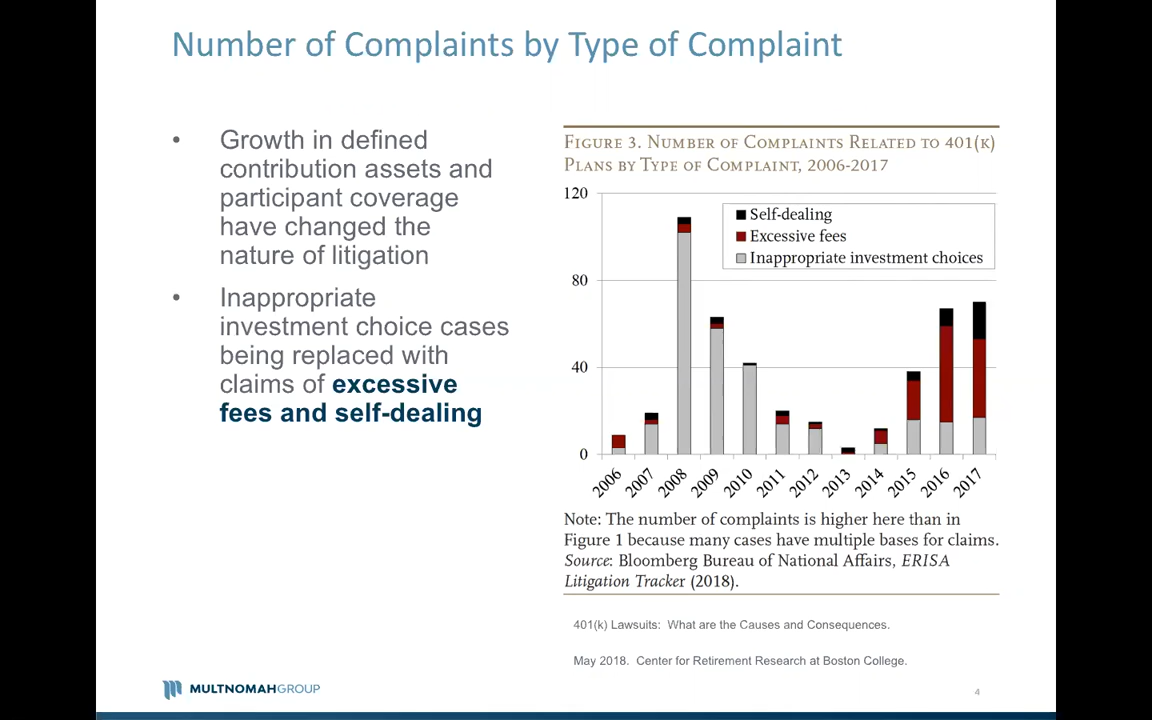 Number of Complaints by Type of Complaint
• Growth in defined
contribution assets and
participant coverage
have changed the
nature of litigation
• Inappropriate
investment choice cases
being replaced with
claims of excessive
fees and self-dealing
FIGURE 3. NUMBER OF COMPLAINTS RELATED TO 401(K)
PLANS BY TYPE OF COMPLAINT, 2006-2017
120
80
40
0
Self-dealing
Excessive fees
Inappropriate investment choices
2006
2007
2008
2009
2010
2011
2012
2013
2014
2015
2016
2017
Note: The number of complaints is higher here than in
Figure 1 because many cases have multiple bases for claims.
Source: Bloomberg Bureau of National Affairs, ERISA
Litigation Tracker (2018).
401(k) Lawsuits: What are the Causes and Consequences.
May 2018. Center for Retirement Research at Boston College.
MULTNOMAHGROUP
4